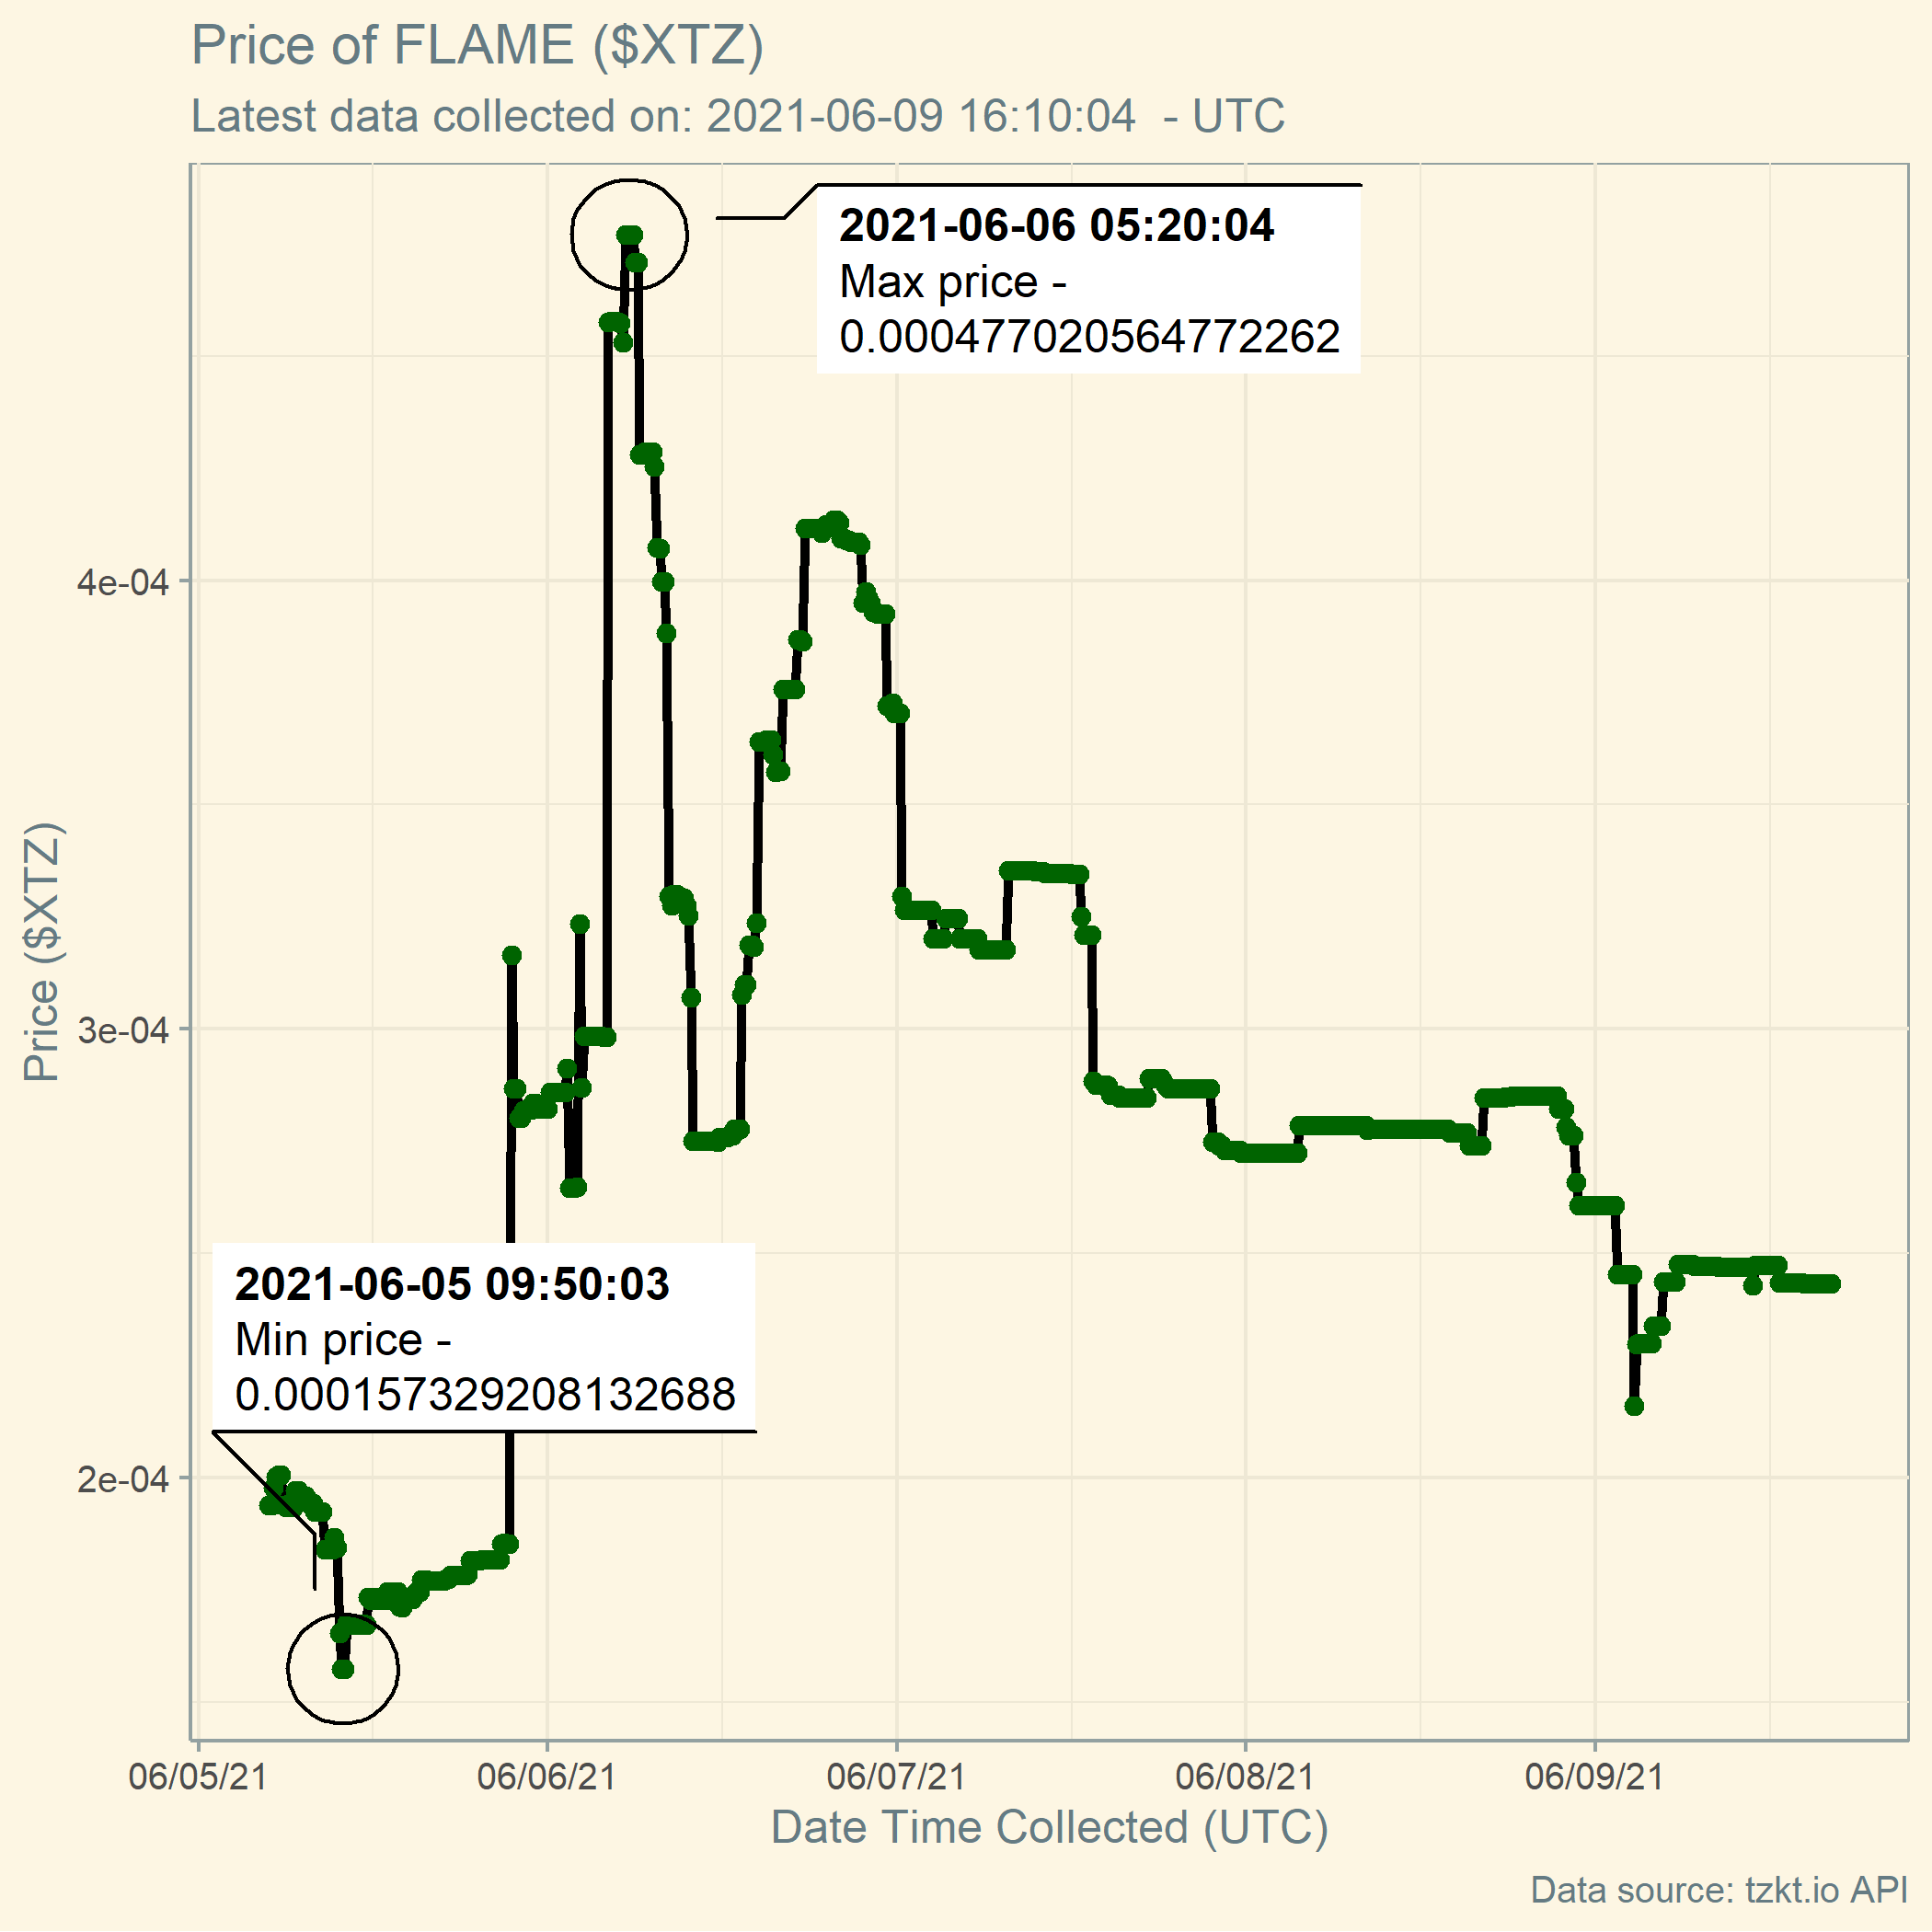 Price of FLAME ($XTZ)
Latest data collected on: 2021-06-09 16:10:04  - UTC
2021-06-06 05:20:04
Max price -
0.000477020564772262
4e-04
3e-04
2e-04
Price ($XTZ)
2021-06-05 09:50:03
Min price -
0.000157329208132688
06/05/21
06/06/21
06/07/21
06/08/21
06/09/21
Date Time Collected (UTC)
Data source: tzkt.io API